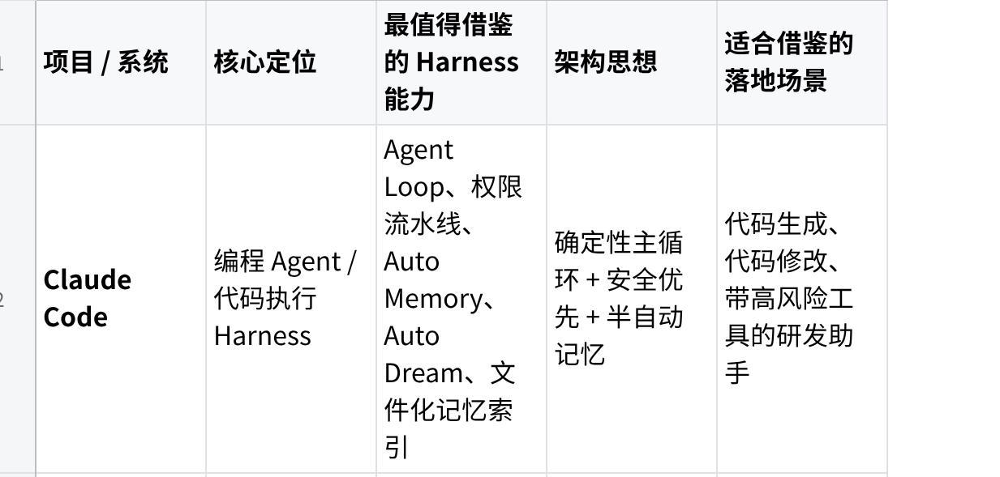 项目 / 系统
核心定位
最值得借鉴
的 Harness
能力
架构思想
适合借鉴的
落地场景
Claude
Code
编程 Agent /
代码执行
Harness
Agent
Loop、权限
流水线、
Auto
Memory、
Auto
Dream、文
件化记忆索
引
确定性主循
环 + 安全优
先 + 半自动
记忆
代码生成、
代码修改、
带高风险工
具的研发助
手